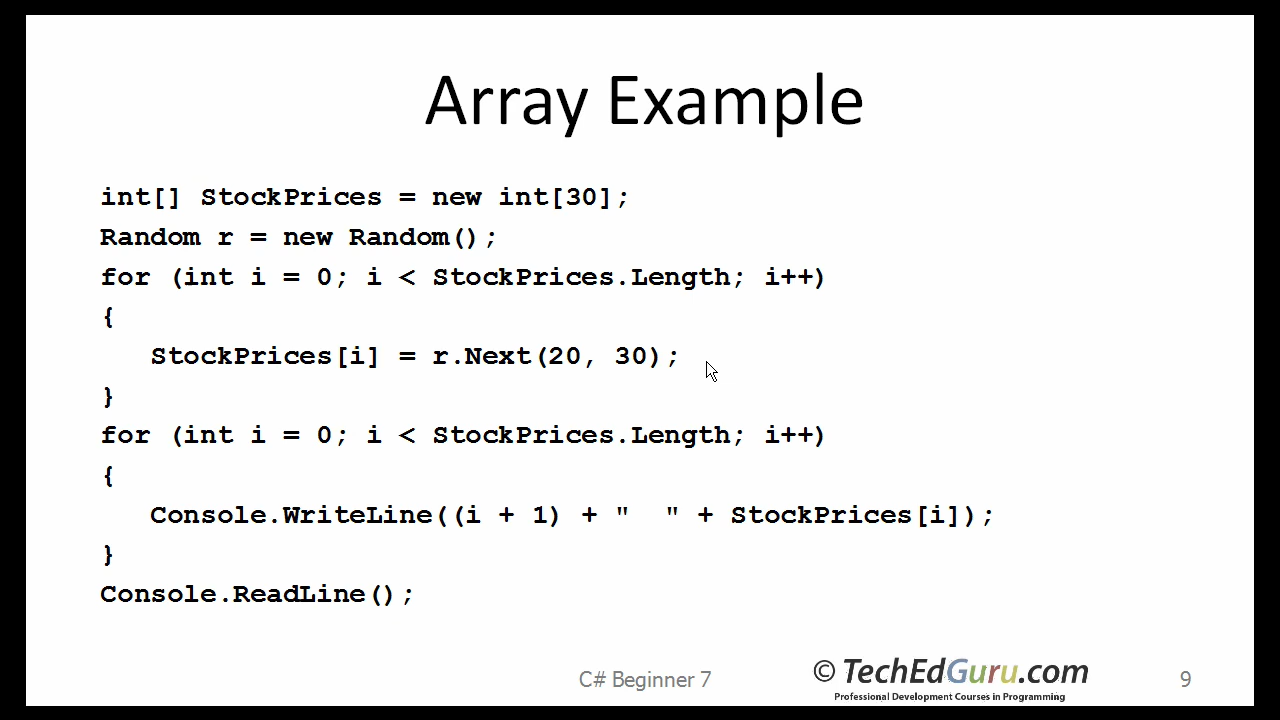 Array Example
int[] StockPrices = new int[30];
Random r = new Random();
for (int i = 0; i < StockPrices.Length; i++)
{
   StockPrices[i] = r.Next(20, 30);
}
for (int i = 0; i < StockPrices.Length; i++)
{
   Console.WriteLine((i + 1) + "  " + StockPrices[i]);
}
Console.ReadLine();
C# Beginner 7
© TechEdGuru.com
Professional Development Courses in Programming
9